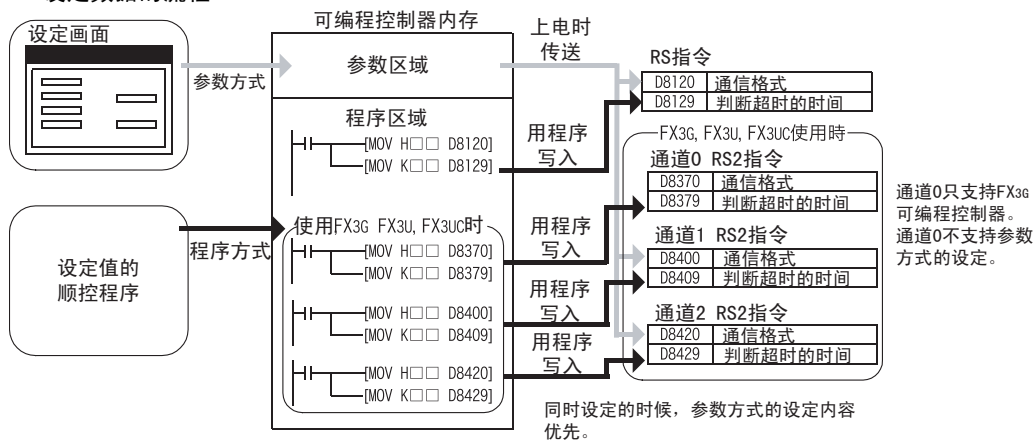 设定画面
参数方式
可编程控制器内存
参数区域
程序区域
[MOV H□□ D8120]
[MOV K□□ D8129]
上电时
传送
用程序
写入
RS指令
D8120 通信格式
D8129 判断超时的时间
设定值的
顺控程序
程序方式
使用FX3G FX3U, FX3UC时
[MOV H□□ D8370]
[MOV K□□ D8379]
[MOV H□□ D8400]
[MOV K□□ D8409]
[MOV H□□ D8420]
[MOV K□□ D8429]
用程序
写入
用程序
写入
用程序
写入
FX3G, FX3U, FX3UC使用時
通道0 RS2指令
D8370 通信格式
D8379 判断超时的时间
通道1 RS2指令
D8400 通信格式
D8409 判断超时的时间
通道2 RS2指令
D8420 通信格式
D8429 判断超时的时间
通道0只支持FX3G
可编程控制器。
通道0不支持参数
方式的设定。
同时设定的时候，参数方式的设定内容
优先。